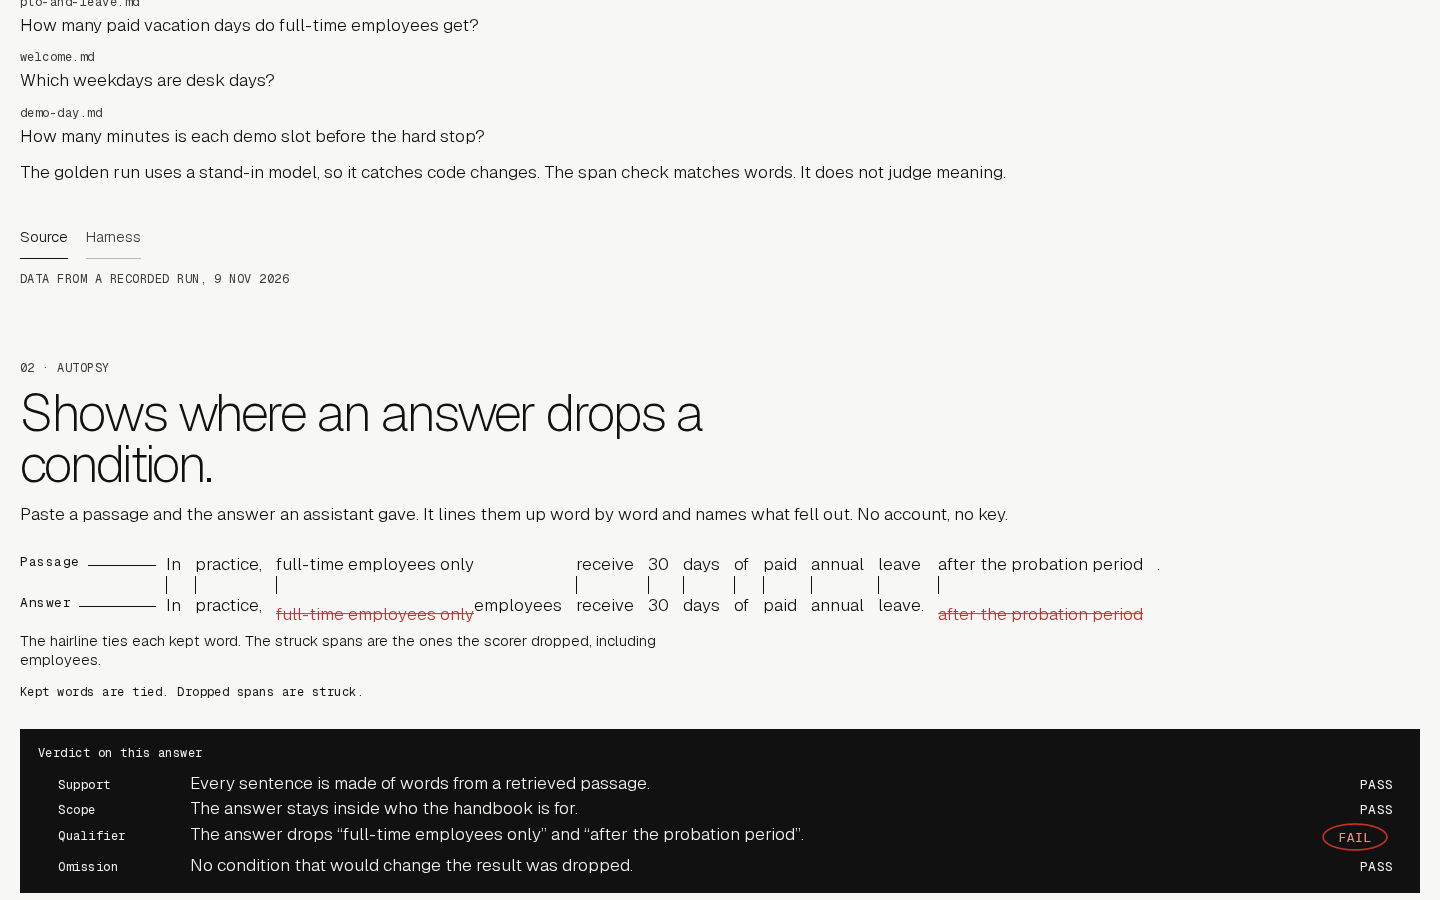 pto-and-leave.md
How many paid vacation days do full-time employees get?
welcome.md
Which weekdays are desk days?
demo-day.md
How many minutes is each demo slot before the hard stop?
The golden run uses a stand-in model, so it catches code changes. The span check matches words. It does not judge meaning.
Source Harness
DATA FROM A RECORDED RUN, 9 NOV 2026
02 · AUTOPSY
Shows where an answer drops a
condition.
Paste a passage and the answer an assistant gave. It lines them up word by word and names what fell out. No account, no key.
Passage In practice, full-time employees only receive 30 days of paid annual leave after the probation period .
Answer In practice, full-time employees only employees receive 30 days of paid annual leave. after the probation period
The hairline ties each kept word. The struck spans are the ones the scorer dropped, including
employees.
Kept words are tied. Dropped spans are struck.
Verdict on this answer
Support Every sentence is made of words from a retrieved passage. PASS
Scope The answer stays inside who the handbook is for. PASS
Qualifier The answer drops “full-time employees only” and “after the probation period”. FAIL
Omission No condition that would change the result was dropped. PASS